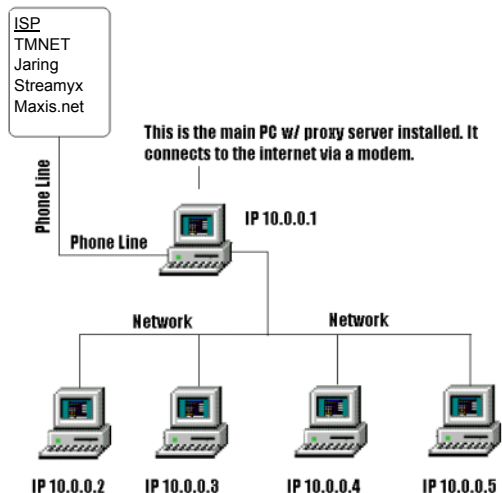 ISP
TMNET
Jaring
Streamyx
Maxis.net
This is the main PC w/ proxy server installed. It
connects to the internet via a modem.
Phone Line
Phone Line
IP 10.0.0.1
Network
Network
IP 10.0.0.2
IP 10.0.0.3
IP 10.0.0.4
IP 10.0.0.5